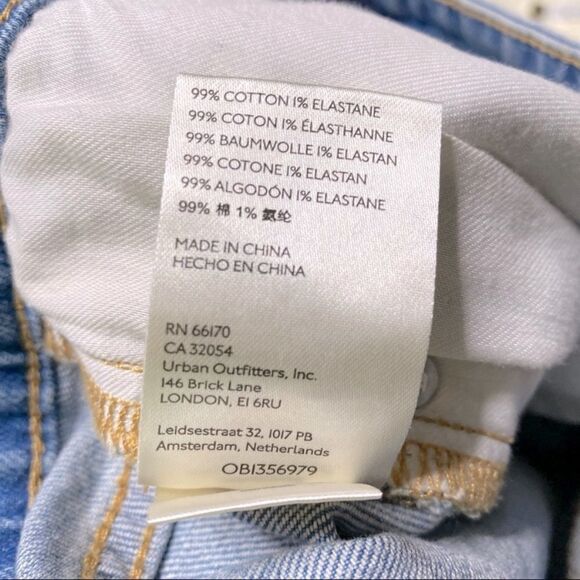 99% COTTON 1% ELASTANE
99% COTON 1% ÉLASTHANNE
99% BAUMWOLLE 1% ELASTAN
99% COTONE 1% ELASTAN
99% ALGODÓN 1% ELASTANE
99% 棉 1% 氨纶
MADE IN CHINA
HECHO EN CHINA
RN 66170
CA 32054
Urban Outfitters, Inc.
146 Brick Lane
LONDON, E1 6RU
Leidsestraat 32, 1017 PB
Amsterdam, Netherlands
OB1356979